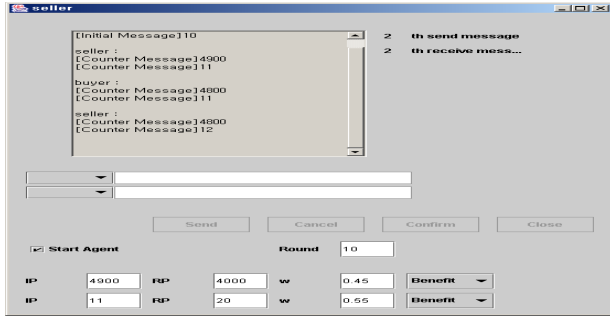 seller
[Initial Message]10
seller :
[Counter Message]4900
[Counter Message]11
buyer :
[Counter Message]4800
[Counter Message]11
seller :
[Counter Message]4800
[Counter Message]12
2 th send message
2 th receive mess...
Send Cancel Confirm Close
Start Agent Round 10
IP 4900 RP 4000 w 0.45 Benefit
IP 11 RP 20 w 0.55 Benefit